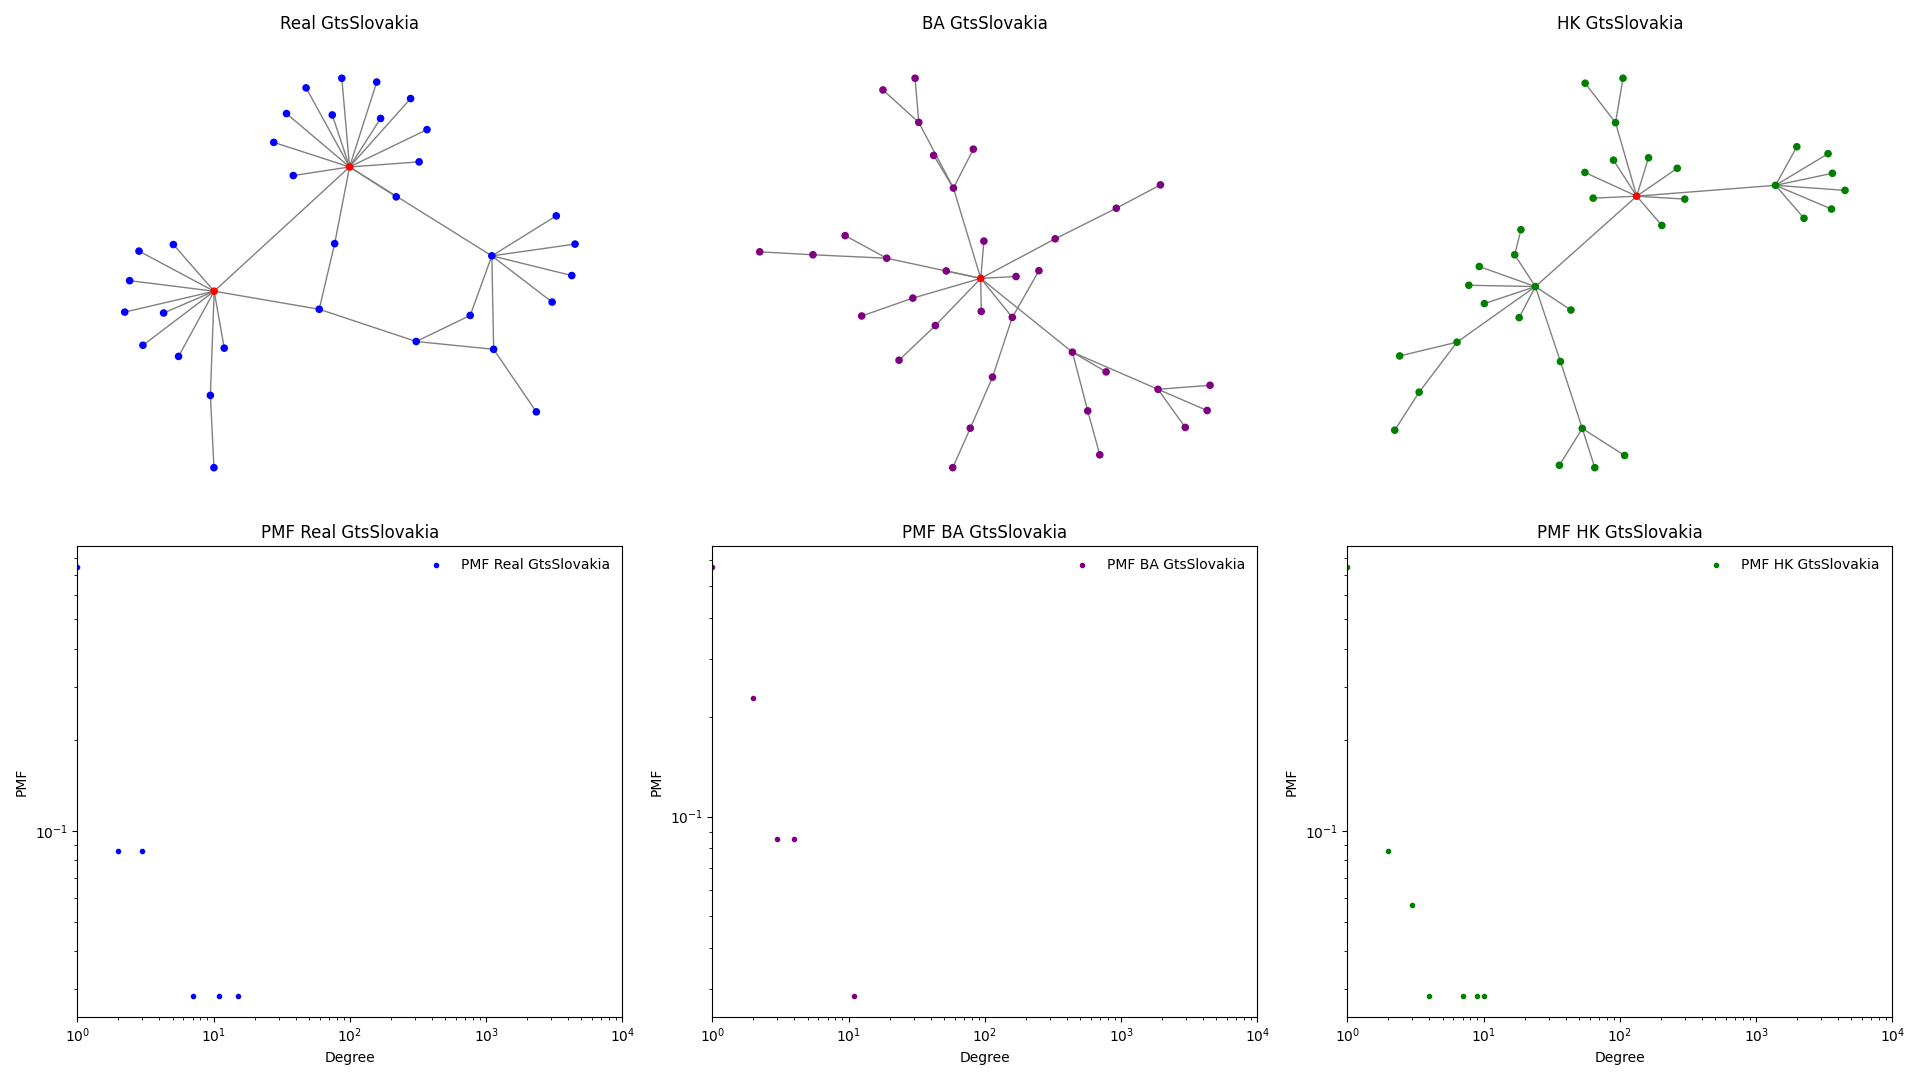 Real GtsSlovakia
BA GtsSlovakia
HK GtsSlovakia
PMF Real GtsSlovakia
PMF BA GtsSlovakia
PMF HK GtsSlovakia
PMF Real GtsSlovakia
PMF BA GtsSlovakia
PMF HK GtsSlovakia
PMF
PMF
PMF
10⁻¹
10⁻¹
10⁻¹
10⁰ 10¹ 10² 10³ 10⁴
10⁰ 10¹ 10² 10³ 10⁴
10⁰ 10¹ 10² 10³ 10⁴
Degree
Degree
Degree